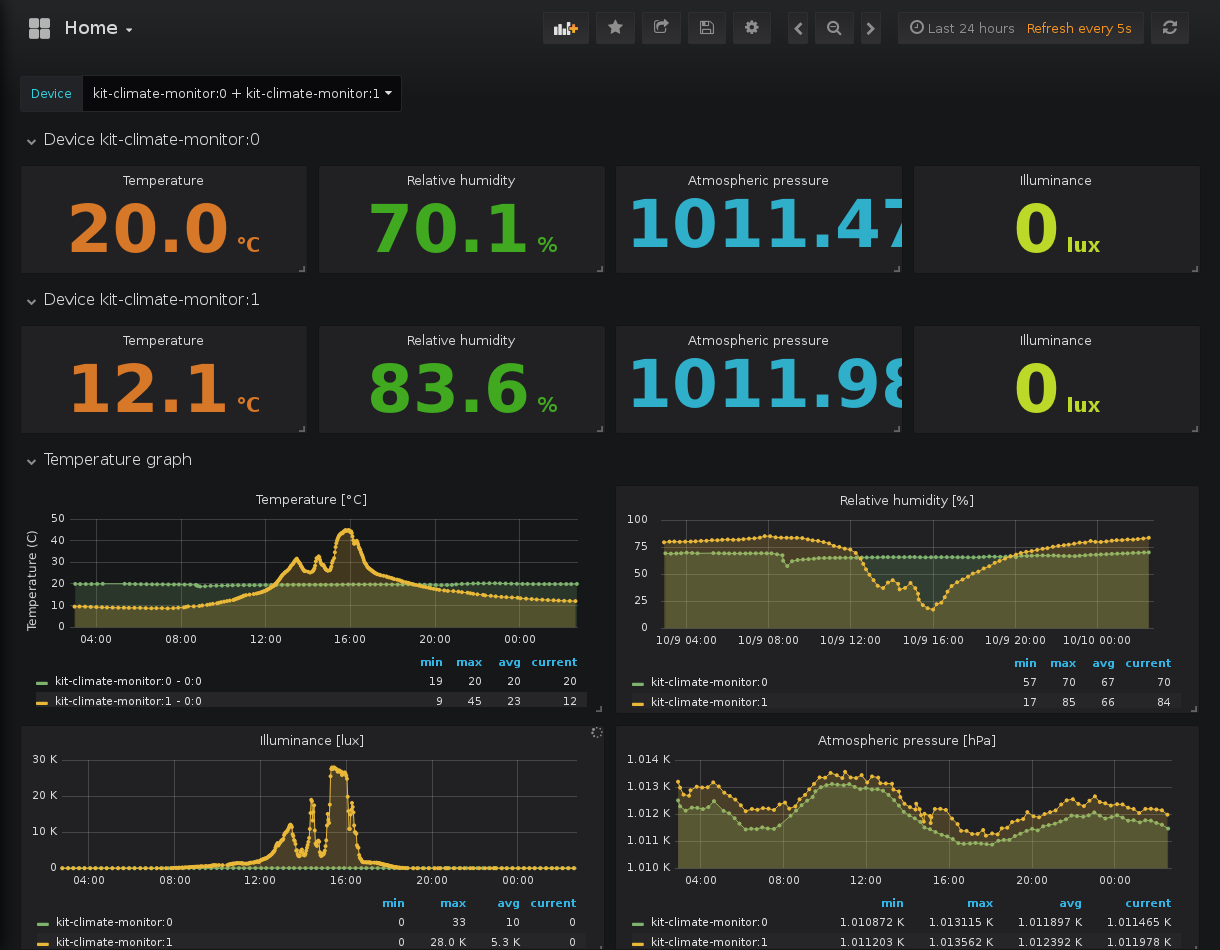 Home
Last 24 hours Refresh every 5s
Device kit-climate-monitor:0 + kit-climate-monitor:1
Device kit-climate-monitor:0
Temperature Relative humidity Atmospheric pressure Illuminance
20.0 °C 70.1 % 1011.47 0 lux
Device kit-climate-monitor:1
Temperature Relative humidity Atmospheric pressure Illuminance
12.1 °C 83.6 % 1011.98 0 lux
Temperature graph
Temperature [°C]
Temperature (C)
50
40
30
20
10
0
04:00 08:00 12:00 16:00 20:00 00:00
min max avg current
kit-climate-monitor:0 - 0:0 19 20 20 20
kit-climate-monitor:1 - 0:0 9 45 23 12
Relative humidity [%]
100
75
50
25
0
10/9 04:00 10/9 08:00 10/9 12:00 10/9 16:00 10/9 20:00 10/10 00:00
min max avg current
kit-climate-monitor:0 57 70 67 70
kit-climate-monitor:1 17 85 66 84
Illuminance [lux]
30 K
20 K
10 K
0
04:00 08:00 12:00 16:00 20:00 00:00
min max avg current
kit-climate-monitor:0 0 33 10 0
kit-climate-monitor:1 0 28.0 K 5.3 K 0
Atmospheric pressure [hPa]
1.014 K
1.013 K
1.012 K
1.011 K
1.010 K
04:00 08:00 12:00 16:00 20:00 00:00
min max avg current
kit-climate-monitor:0 1.010872 K 1.013115 K 1.011897 K 1.011465 K
kit-climate-monitor:1 1.011203 K 1.013562 K 1.012392 K 1.011978 K